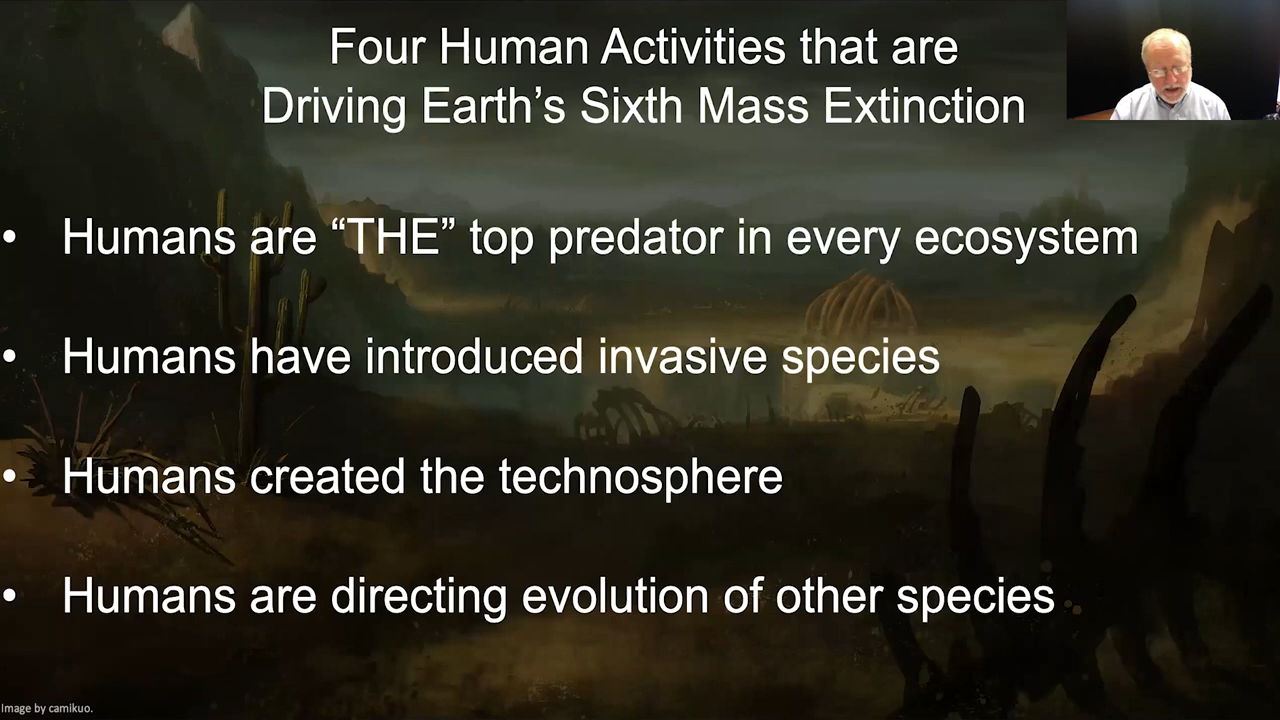 Four Human Activities that are
Driving Earth’s Sixth Mass Extinction
• Humans are “THE” top predator in every ecosystem
• Humans have introduced invasive species
• Humans created the technosphere
• Humans are directing evolution of other species
Image by camikuo.